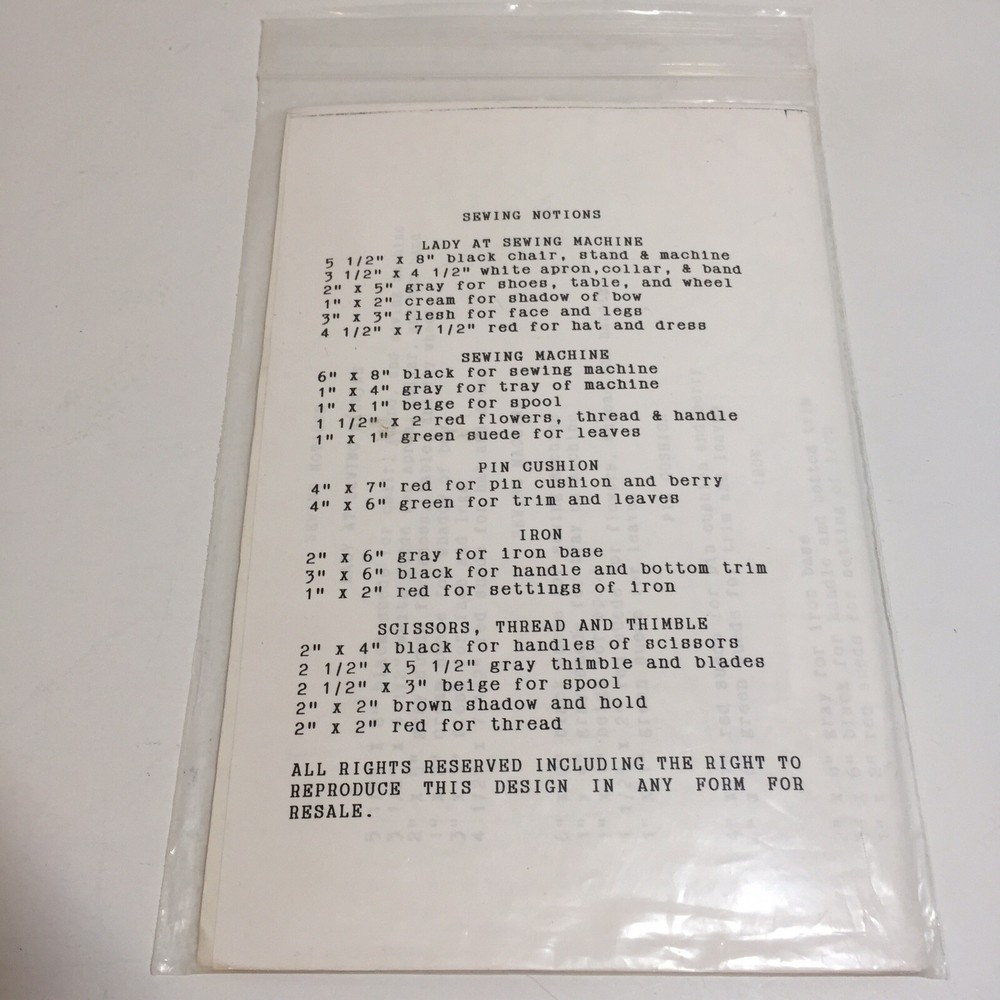 SEWING NOTIONS
LADY AT SEWING MACHINE
5 1/2" X 8" black chair, stand & machine
3 1/2" X 4 1/2" white apron,collar, & band
2" X 5" gray for shoes, table, and wheel
1" X 2" cream for shadow of bow
3" X 3" flesh for face and legs
4 1/2" X 7 1/2" red for hat and dress
SEWING MACHINE
6" X 8" black for sewing machine
1" X 4" gray for tray of machine
1" X 1" beige for spool
1 1/2" X 2 red flowers, thread & handle
1" X 1" green suede for leaves
PIN CUSHION
4" X 7" red for pin cushion and berry
4" X 6" green for trim and leaves
IRON
2" X 6" gray for iron base
3" X 6" black for handle and bottom trim
1" X 2" red for settings of iron
SCISSORS, THREAD AND THIMBLE
2" X 4" black for handles of scissors
2 1/2" X 5 1/2" gray thimble and blades
2 1/2" X 3" beige for spool
2" X 2" brown shadow and hold
2" X 2" red for thread
ALL RIGHTS RESERVED INCLUDING THE RIGHT TO
REPRODUCE THIS DESIGN IN ANY FORM FOR
RESALE.